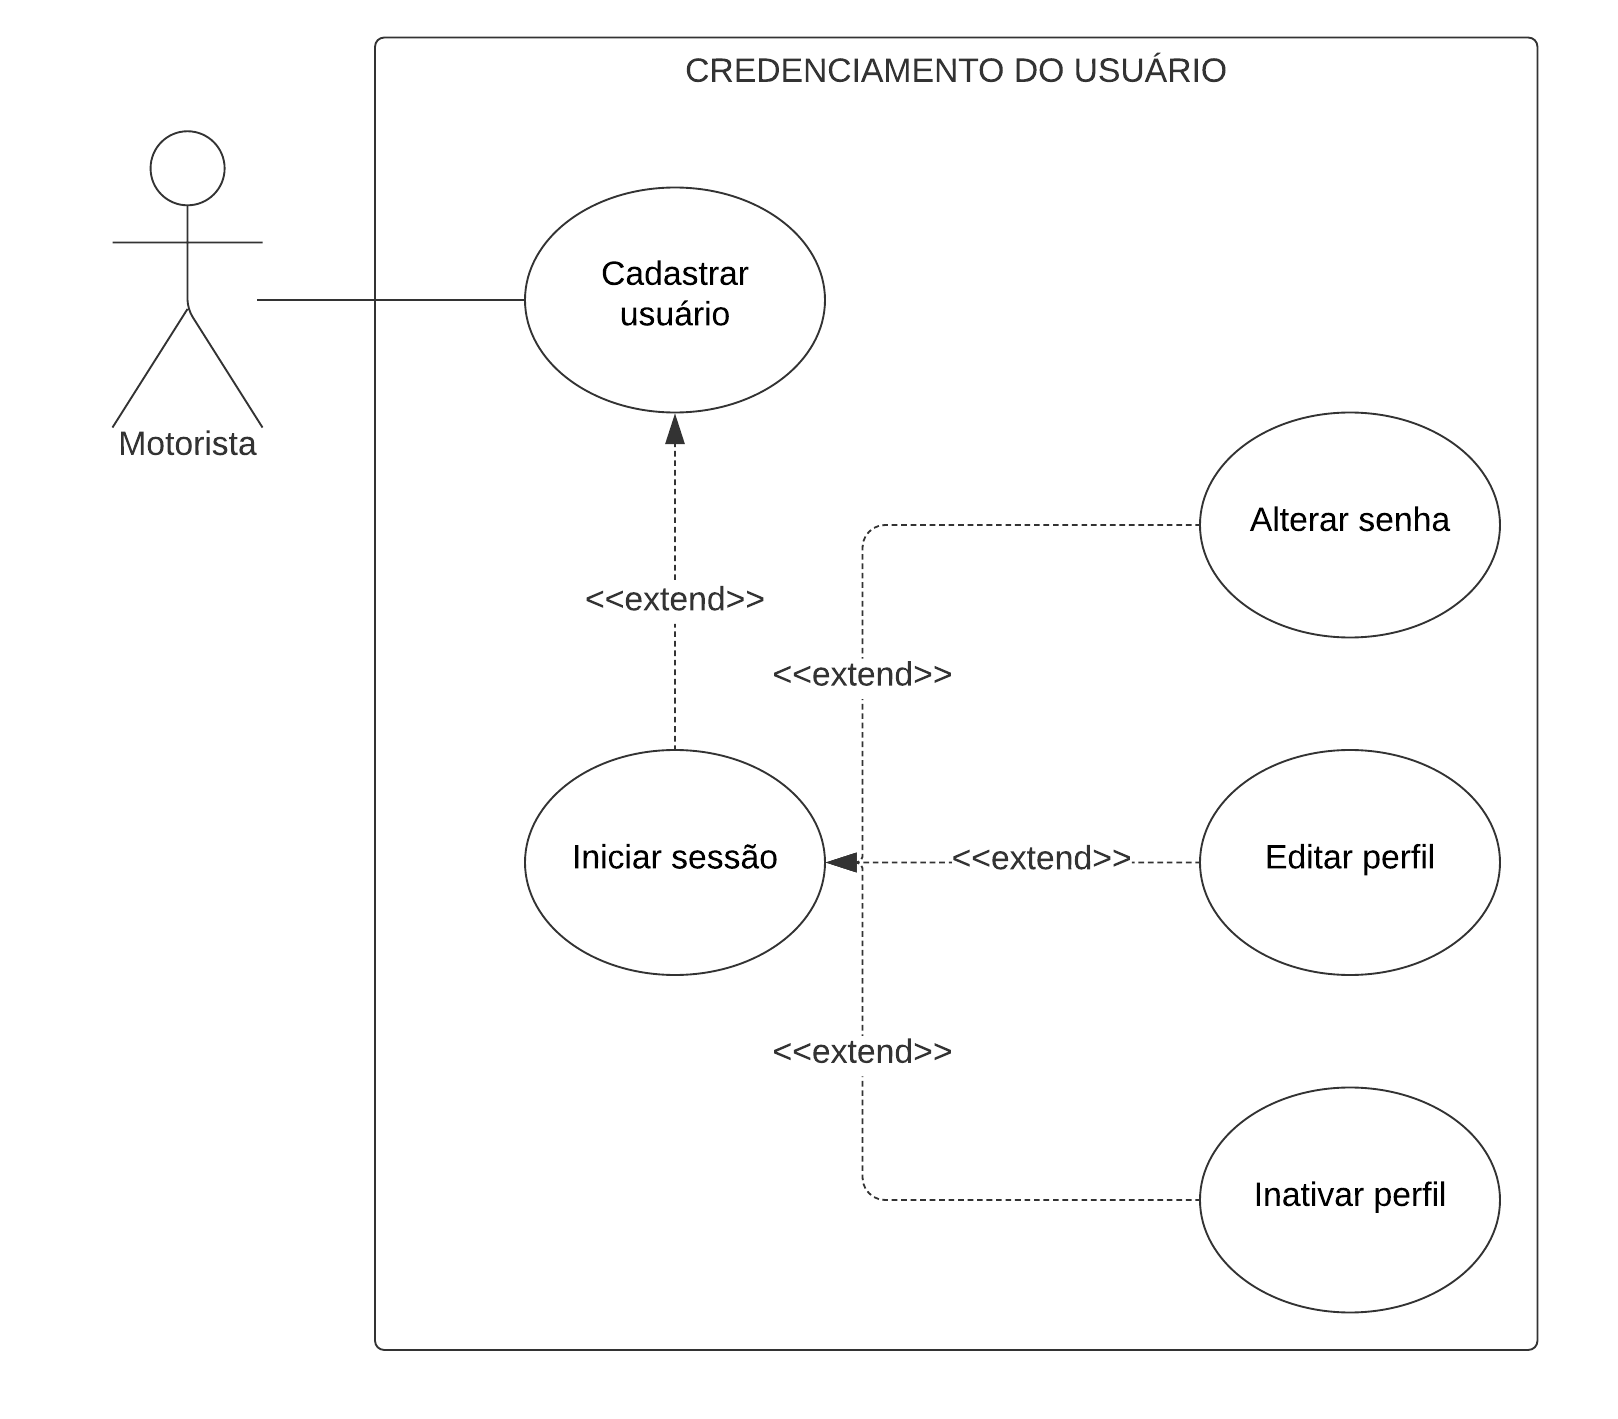 CREDENCIAMENTO DO USUÁRIO
Cadastrar
usuário
Motorista
Alterar senha
<<extend>>
<<extend>>
Iniciar sessão
<<extend>>
Editar perfil
<<extend>>
Inativar perfil